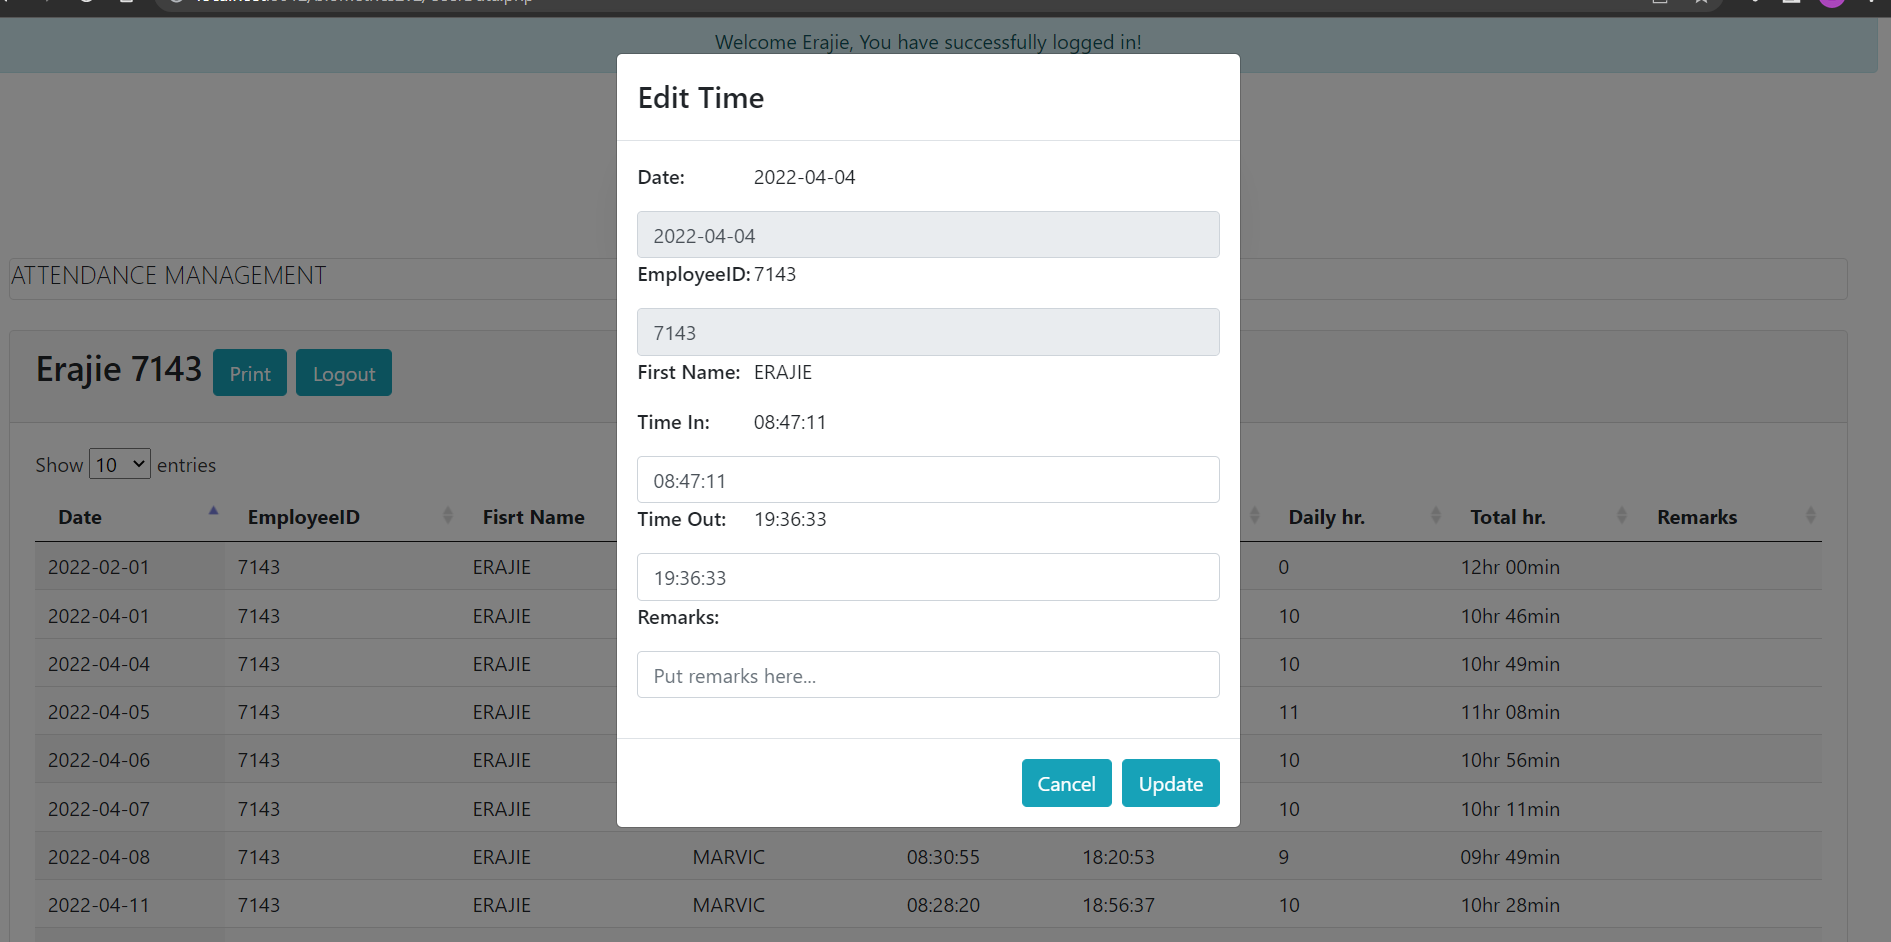 Welcome Erajie, You have successfully logged in!
Edit Time
Date: 2022-04-04
2022-04-04
EmployeeID: 7143
7143
First Name: ERAJIE
Time In: 08:47:11
08:47:11
Time Out: 19:36:33
19:36:33
Remarks:
Put remarks here...
Cancel Update
ATTENDANCE MANAGEMENT
Erajie 7143 Print Logout
Show 10 entries
Date EmployeeID Fisrt Name Daily hr. Total hr. Remarks
2022-02-01 7143 ERAJIE 0 12hr 00min
2022-04-01 7143 ERAJIE 10 10hr 46min
2022-04-04 7143 ERAJIE 10 10hr 49min
2022-04-05 7143 ERAJIE 11 11hr 08min
2022-04-06 7143 ERAJIE 10 10hr 56min
2022-04-07 7143 ERAJIE 10 10hr 11min
2022-04-08 7143 ERAJIE MARVIC 08:30:55 18:20:53 9 09hr 49min
2022-04-11 7143 ERAJIE MARVIC 08:28:20 18:56:37 10 10hr 28min